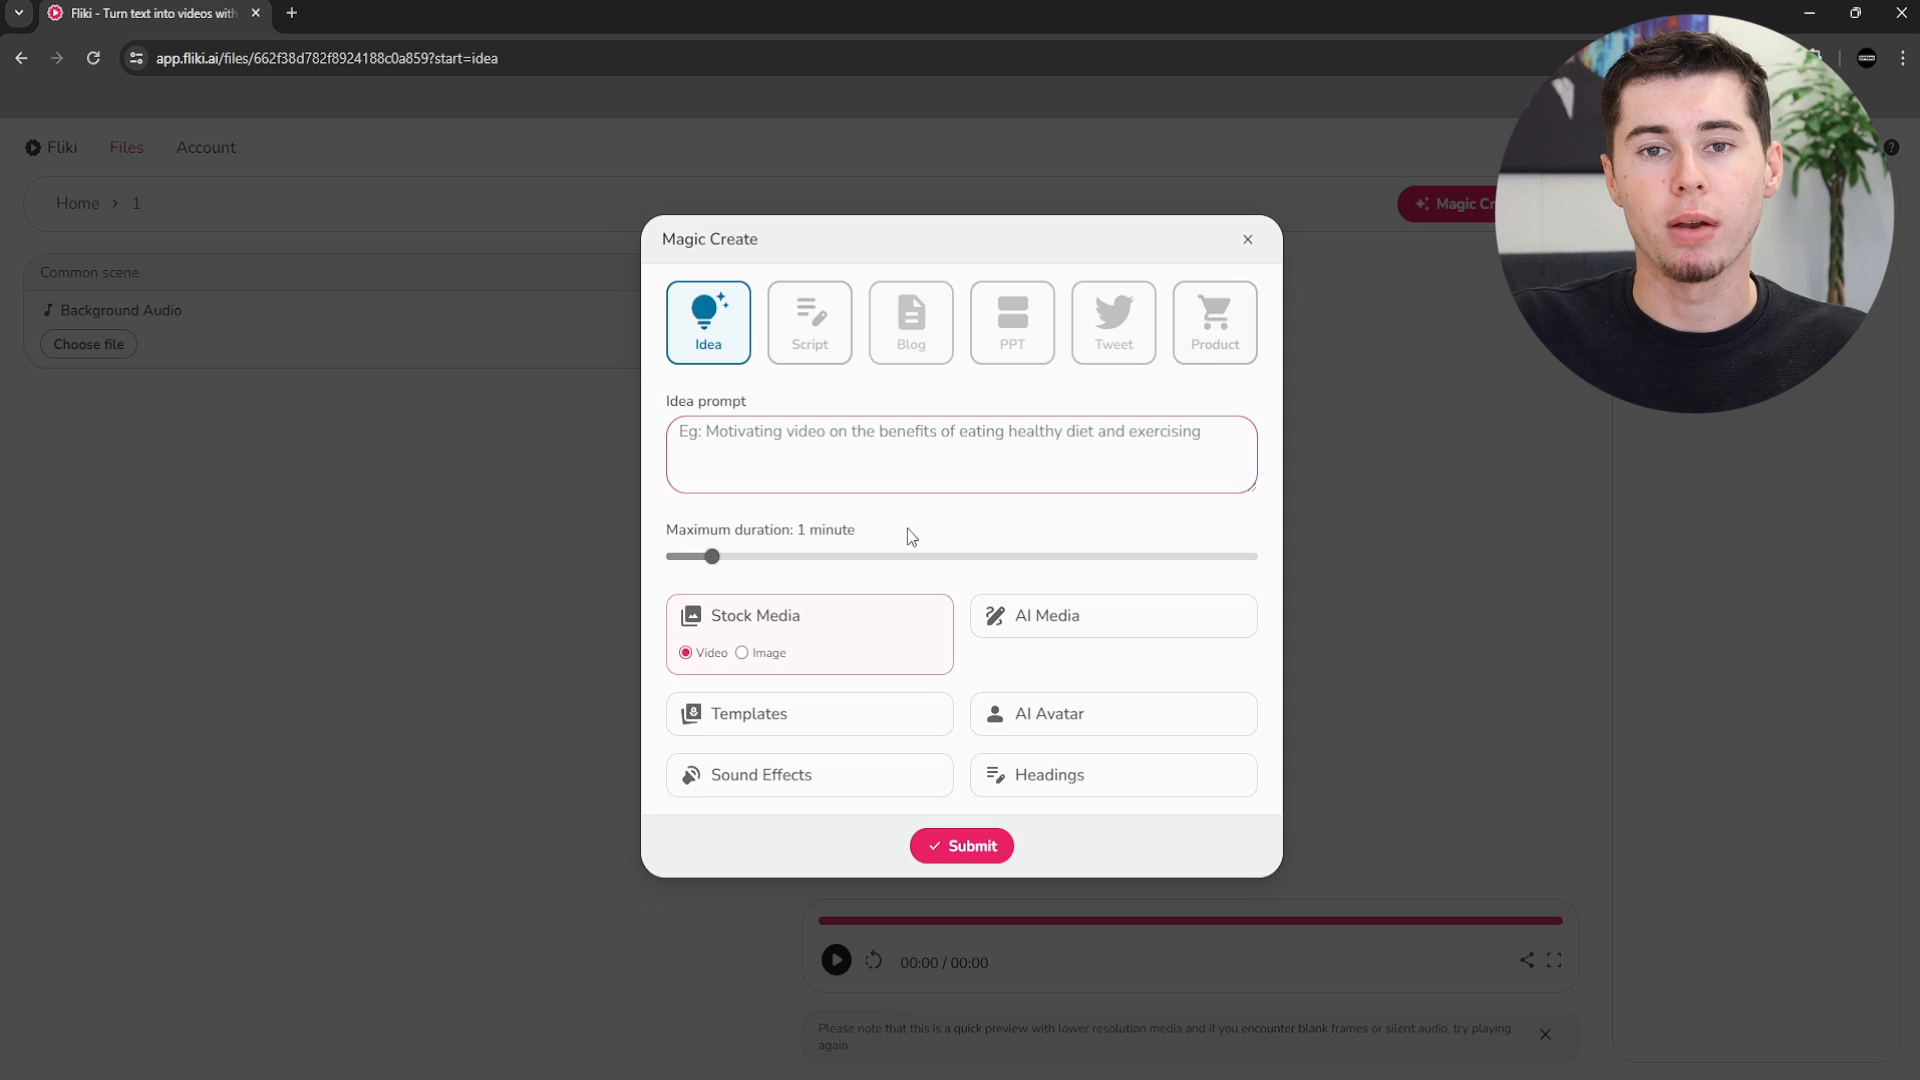 Fliki - Turn text into videos with
app.fliki.ai/files/662f38d782f8924188c0a859?start=idea
Fliki Files Account
Home > 1
Magic Cr
Common scene
Background Audio
Choose file
Magic Create
Idea
Script
Blog
PPT
Tweet
Product
Idea prompt
Eg: Motivating video on the benefits of eating healthy diet and exercising
Maximum duration: 1 minute
Stock Media
AI Media
Video Image
Templates
AI Avatar
Sound Effects
Headings
Submit
00:00 / 00:00
Please note that this is a quick preview with lower resolution media and if you encounter blank frames or silent audio, try playing
again.